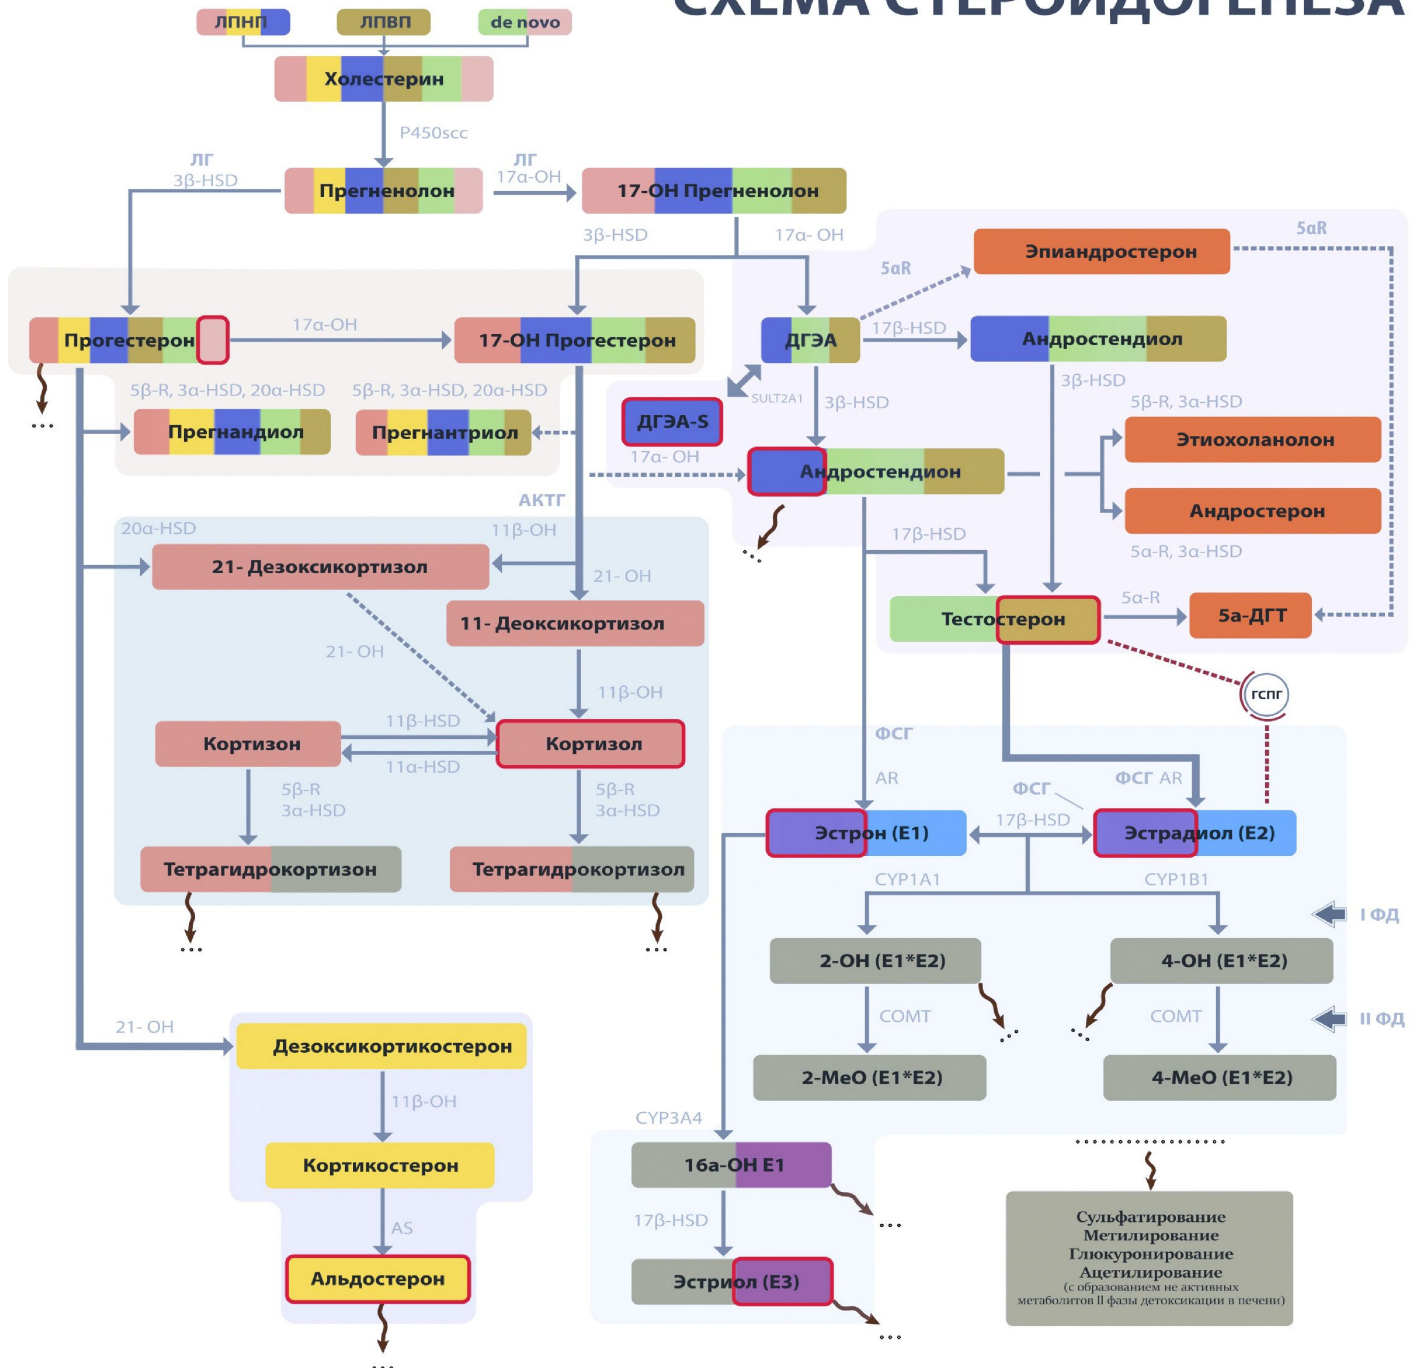 СХЕМА СТЕРОИДОГЕНЕЗА
ЛПНП
ЛПВП
de novo
Холестерин
P450scc
ЛГ
3β-HSD
Прегненолон
ЛГ
17α-OH
17-ОН Прегненолон
3β-HSD
17α- OH
Эпиандростерон
5αR
5αR
Прогестерон
17α-OH
17-ОН Прогестерон
ДГЭА
17β-HSD
Андростендиол
5β-R, 3α-HSD, 20α-HSD
5β-R, 3α-HSD, 20α-HSD
SULT2A1
3β-HSD
3β-HSD
5β-R, 3α-HSD
Прегнандиол
Прегнантриол
ДГЭА-S
Этиохоланолон
17α- OH
Андростендион
АКТГ
Андростерон
20α-HSD
11β-OH
17β-HSD
5α-R, 3α-HSD
21- Дезоксикортизол
21- OH
11- Деоксикортизол
Тестостерон
5α-R
5а-ДГТ
21- OH
11β-OH
ГСПГ
Кортизон
11β-HSD
11α-HSD
Кортизол
ФСГ
AR
ФСГ AR
5β-R
3α-HSD
5β-R
3α-HSD
ФСГ
17β-HSD
Эстрон (E1)
Эстрадиол (E2)
Тетрагидрокортизон
Тетрагидрокортизол
CYP1A1
CYP1B1
I ФД
2-OH (E1*E2)
4-OH (E1*E2)
COMT
COMT
II ФД
21- OH
Дезоксикортикостерон
2-MeO (E1*E2)
4-MeO (E1*E2)
11β-OH
CYP3A4
Кортикостерон
16a-OH E1
AS
17β-HSD
Альдостерон
Эстриол (E3)
Сульфатирование
Метилирование
Глюкуронирование
Ацетилирование
(с образованием не активных
метаболитов II фазы детоксикации в печени)